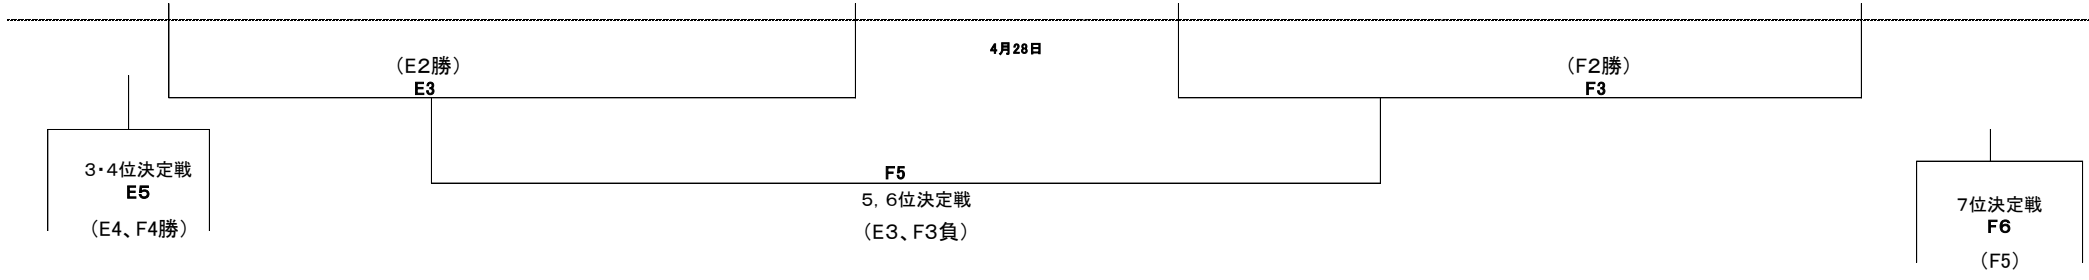 4月28日
（E2勝）
E3
（F2勝）
F3
3・4位決定戦
E5
（E4、F4勝）
F5
5，6位決定戦
（E3、F3負）
7位決定戦
F6
（F5）